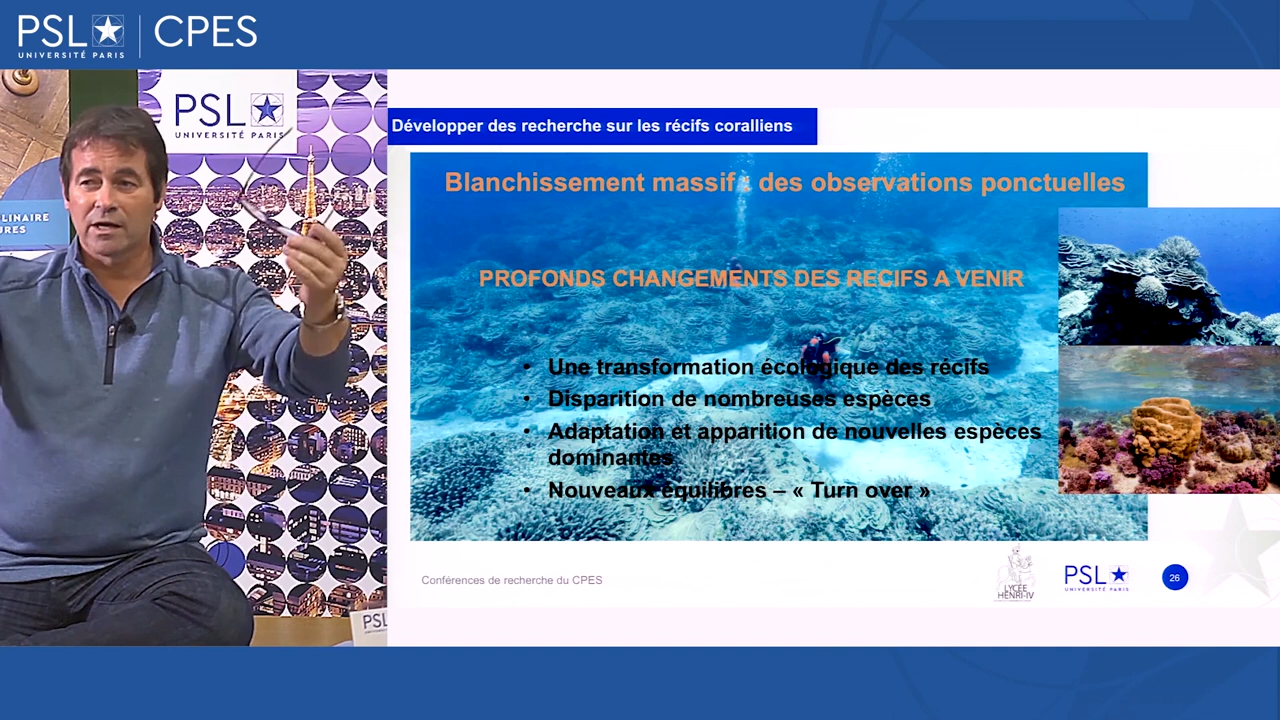 PSL
UNIVERSITÉ PARIS
CPES
PSL
UNIVERSITÉ PARIS
LINAIRE
URES
PSL
Développer des recherche sur les récifs coralliens
Blanchissement massif : des observations ponctuelles
PROFONDS CHANGEMENTS DES RECIFS A VENIR
• Une transformation écologique des récifs
• Disparition de nombreuses espèces
• Adaptation et apparition de nouvelles espèces
dominantes
• Nouveaux équilibres – « Turn over »
Conférences de recherche du CPES
LYCÉE
HENRI-IV
PSL
UNIVERSITÉ PARIS
26